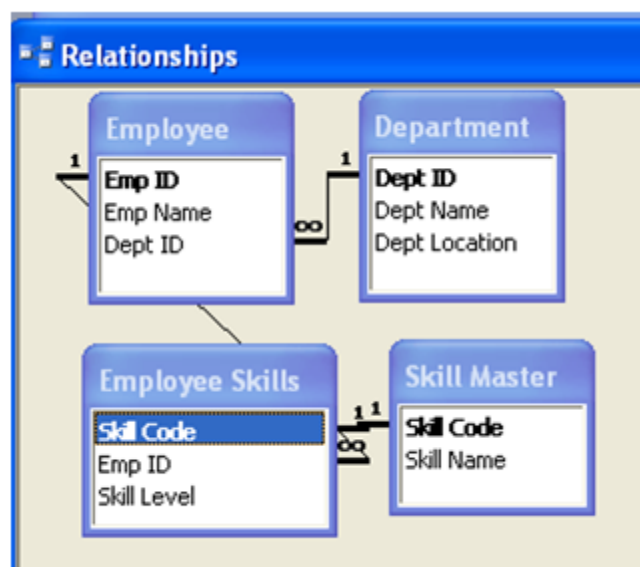 Relationships
Employee
1
Emp ID
Emp Name
Dept ID
∞
Department
1
Dept ID
Dept Name
Dept Location
Employee Skills
Skill Code
Emp ID
Skill Level
1
∞
Skill Master
1
Skill Code
Skill Name